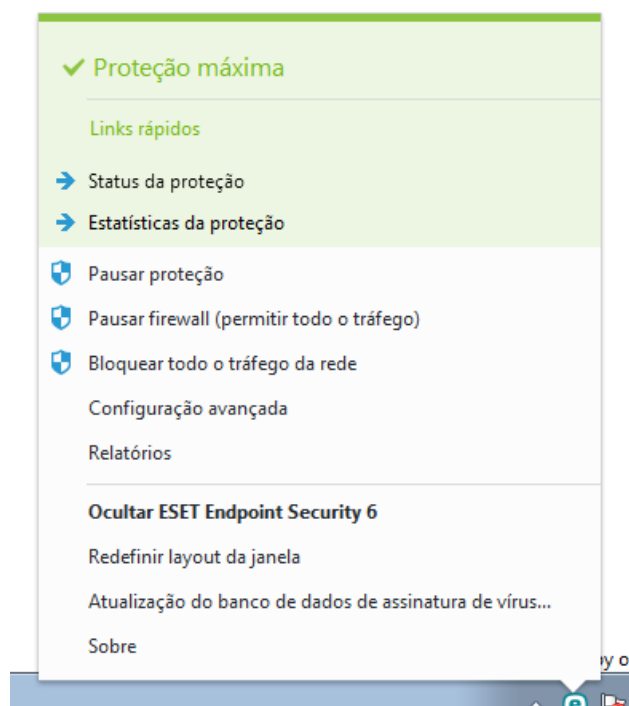 Proteção máxima
Links rápidos
Status da proteção
Estatísticas da proteção
Pausar proteção
Pausar firewall (permitir todo o tráfego)
Bloquear todo o tráfego da rede
Configuração avançada
Relatórios
Ocultar ESET Endpoint Security 6
Redefinir layout da janela
Atualização do banco de dados de assinatura de vírus...
Sobre